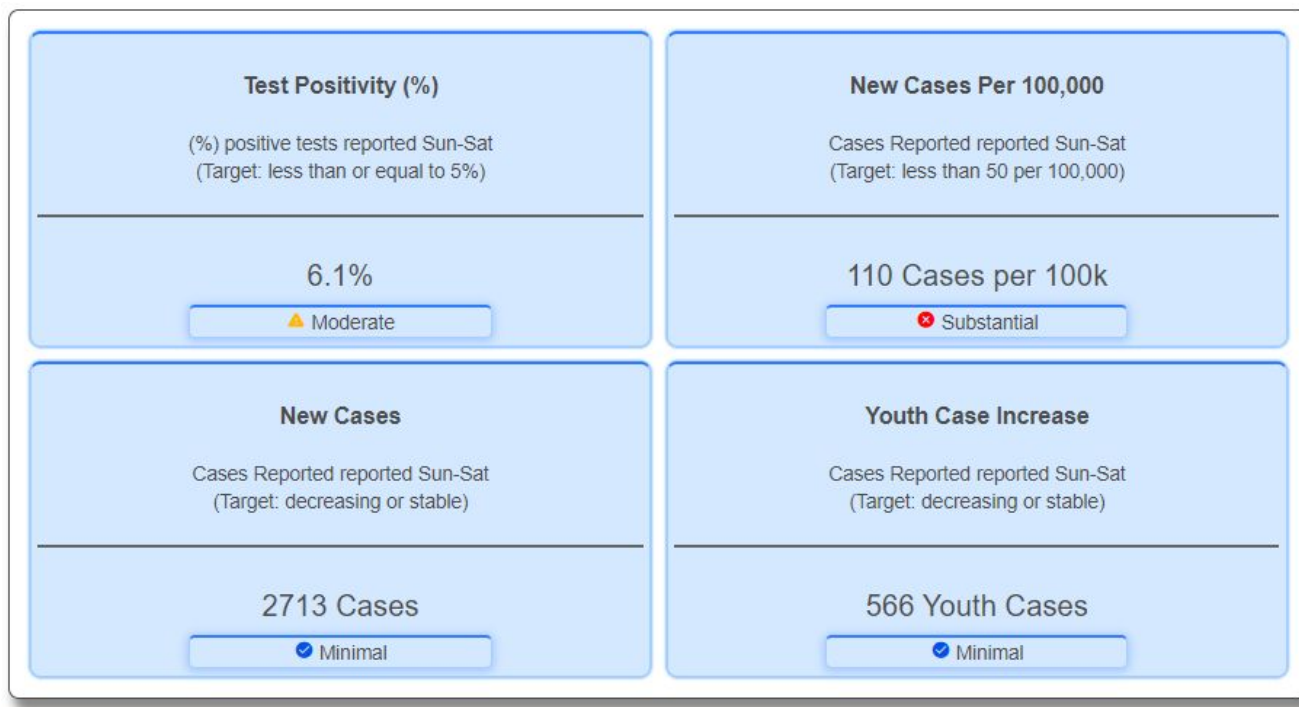 Test Positivity (%)
(%) positive tests reported Sun-Sat
(Target: less than or equal to 5%)
6.1%
Moderate
New Cases Per 100,000
Cases Reported reported Sun-Sat
(Target: less than 50 per 100,000)
110 Cases per 100k
Substantial
New Cases
Cases Reported reported Sun-Sat
(Target: decreasing or stable)
2713 Cases
Minimal
Youth Case Increase
Cases Reported reported Sun-Sat
(Target: decreasing or stable)
566 Youth Cases
Minimal